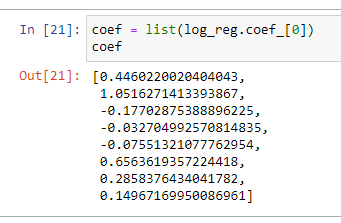 In [21]: coef = list(log_reg.coef_[0])
coef
Out[21]: [0.4460220020404043,
1.0516271413393867,
-0.17702875388896225,
-0.032704992570814835,
-0.07551321077762954,
0.6563619357224418,
0.2858376434041782,
0.14967169950086961]